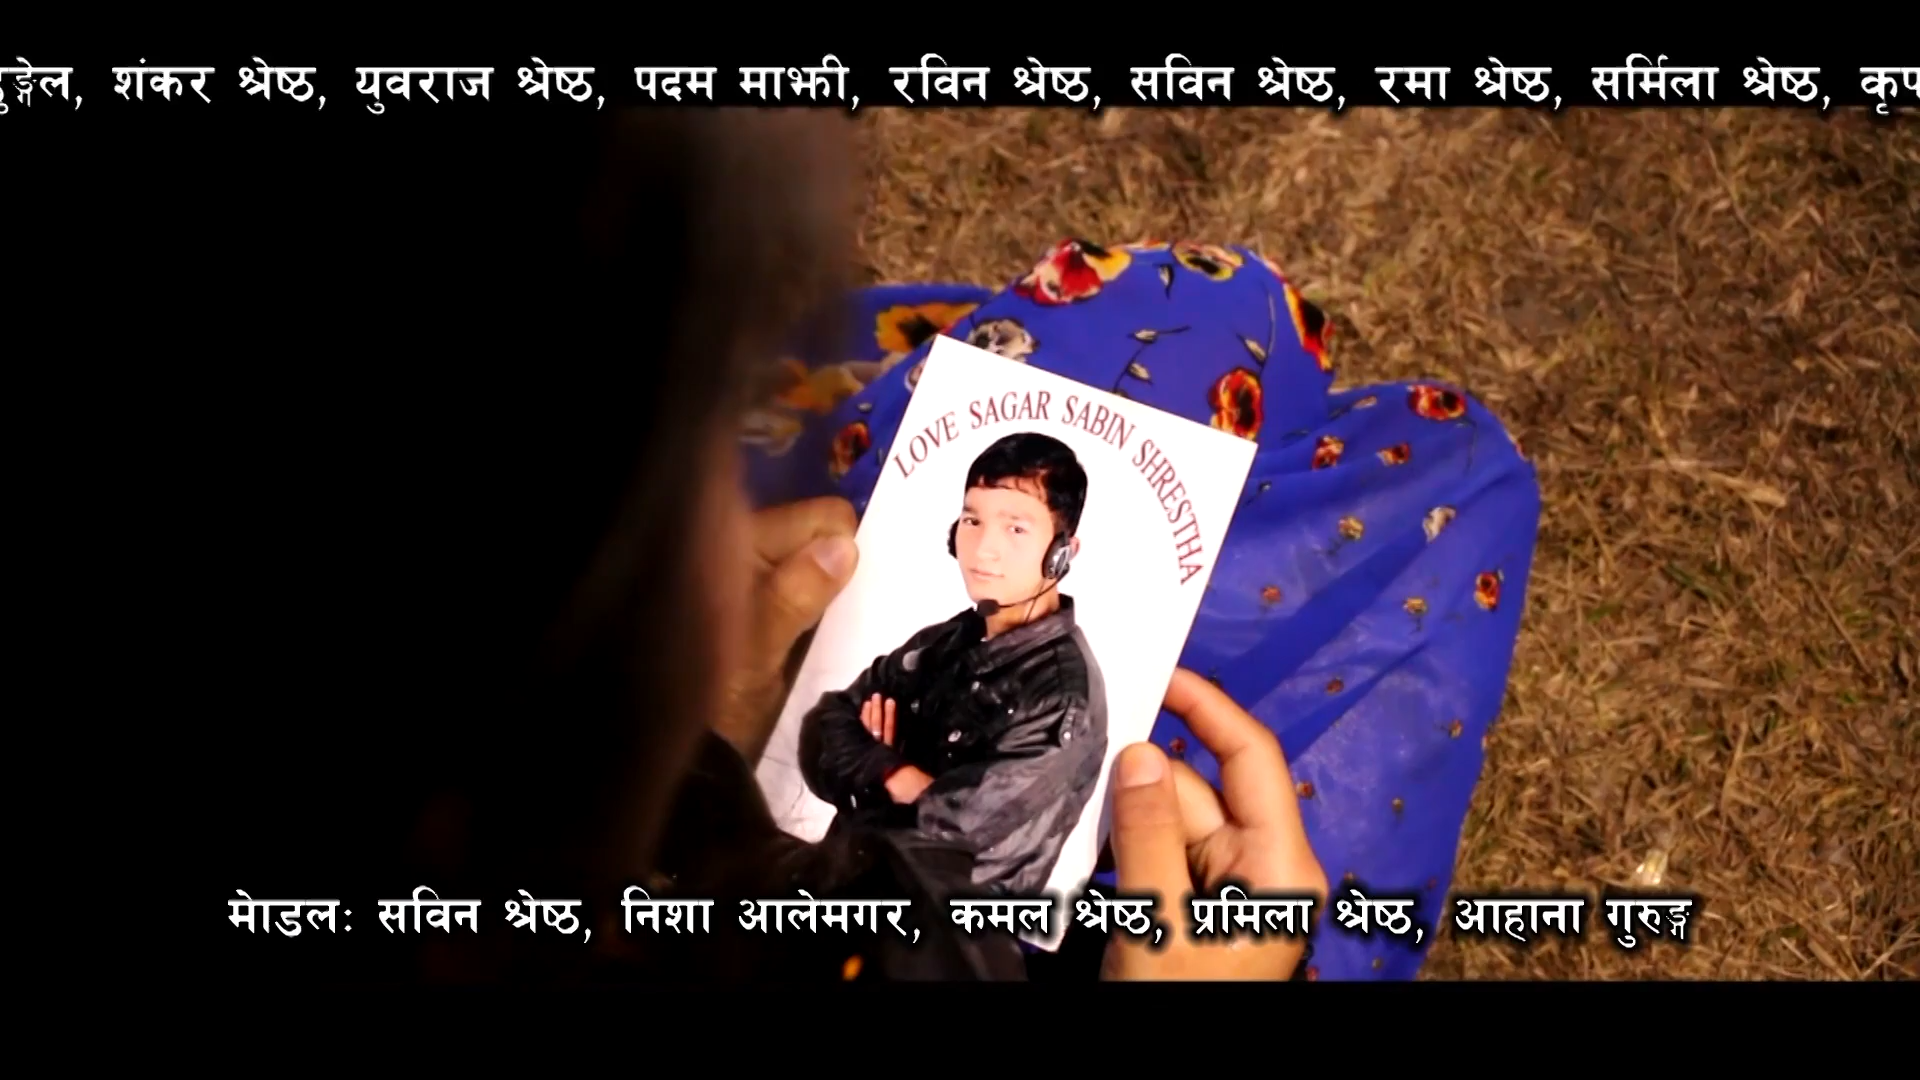 शंकर श्रेष्ठ, युवराज श्रेष्ठ, पदम माझी, रविन श्रेष्ठ, सविन श्रेष्ठ, रमा श्रेष्ठ, सर्मिला श्रेष्ठ,
LOVE SAGAR SABIN SHRESTHA
मेाडलः सविन श्रेष्ठ, निशा आलेमगर, कमल श्रेष्ठ, प्रमिला श्रेष्ठ, आहाना गुरुङ्ग